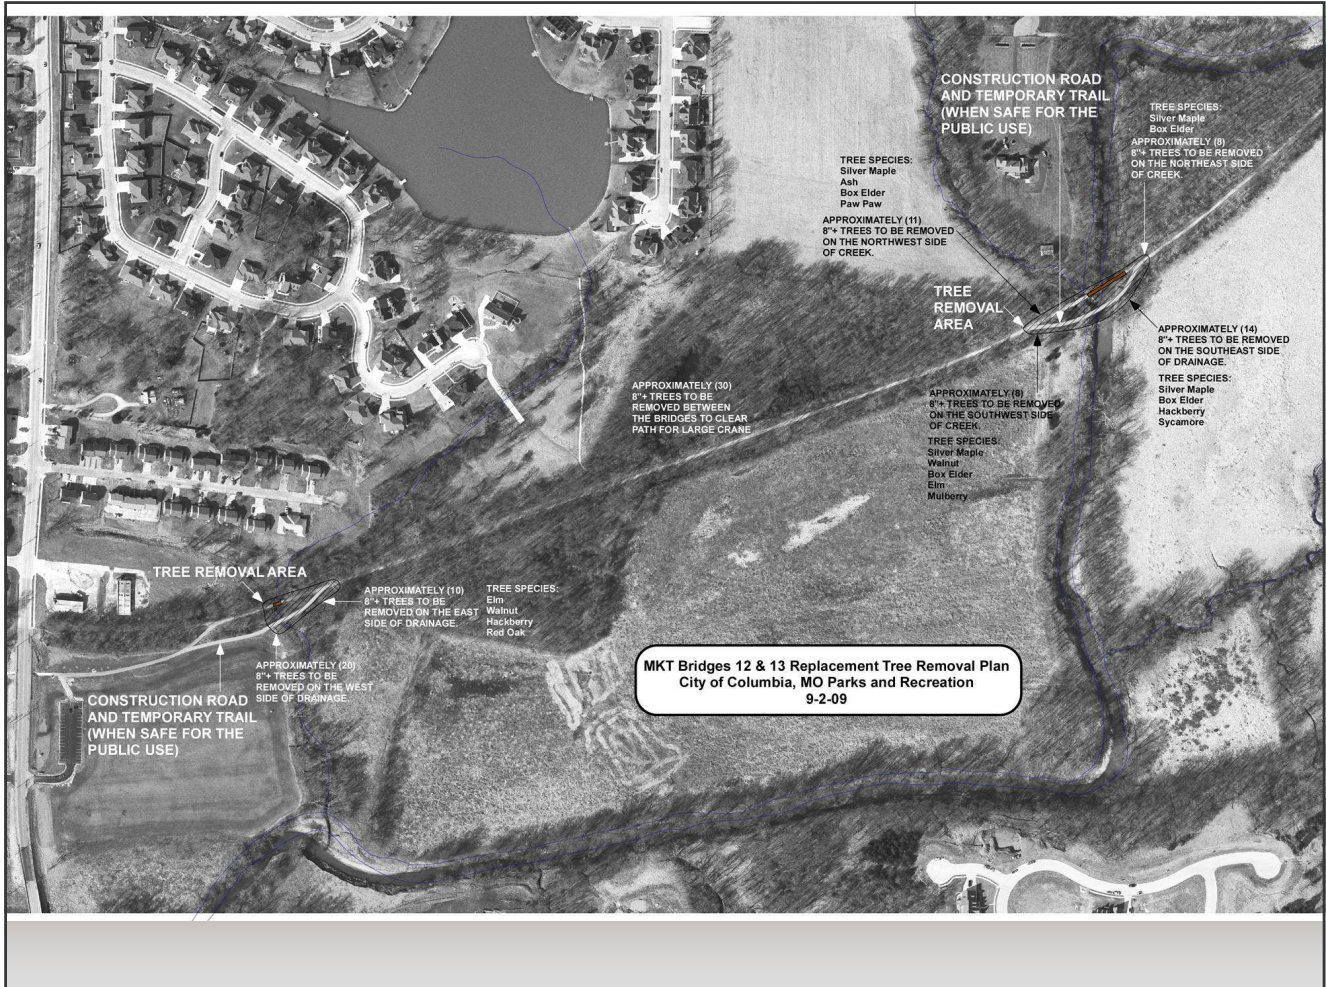 CONSTRUCTION ROAD
AND TEMPORARY TRAIL
(WHEN SAFE FOR THE
PUBLIC USE)
TREE SPECIES:
Silver Maple
Box Elder
APPROXIMATELY (8)
8"+ TREES TO BE REMOVED
ON THE NORTHEAST SIDE
OF CREEK.
TREE SPECIES:
Silver Maple
Ash
Box Elder
Paw Paw
APPROXIMATELY (11)
8"+ TREES TO BE REMOVED
ON THE NORTHWEST SIDE
OF CREEK.
TREE
REMOVAL
AREA
APPROXIMATELY (14)
8"+ TREES TO BE REMOVED
ON THE SOUTHEAST SIDE
OF DRAINAGE.
TREE SPECIES:
Silver Maple
Box Elder
Hackberry
Sycamore
APPROXIMATELY (30)
8"+ TREES TO BE
REMOVED BETWEEN
THE BRIDGES TO CLEAR
PATH FOR LARGE CRANE
APPROXIMATELY (8)
8"+ TREES TO BE REMOVED
ON THE SOUTHWEST SIDE
OF CREEK.
TREE SPECIES:
Silver Maple
Walnut
Box Elder
Elm
Mulberry
TREE REMOVAL AREA
APPROXIMATELY (10)
8"+ TREES TO BE
REMOVED ON THE EAST
SIDE OF DRAINAGE.
TREE SPECIES:
Elm
Walnut
Hackberry
Red Oak
APPROXIMATELY (20)
8"+ TREES TO BE
REMOVED ON THE WEST
SIDE OF DRAINAGE.
CONSTRUCTION ROAD
AND TEMPORARY TRAIL
(WHEN SAFE FOR THE
PUBLIC USE)
MKT Bridges 12 & 13 Replacement Tree Removal Plan
City of Columbia, MO Parks and Recreation
9-2-09